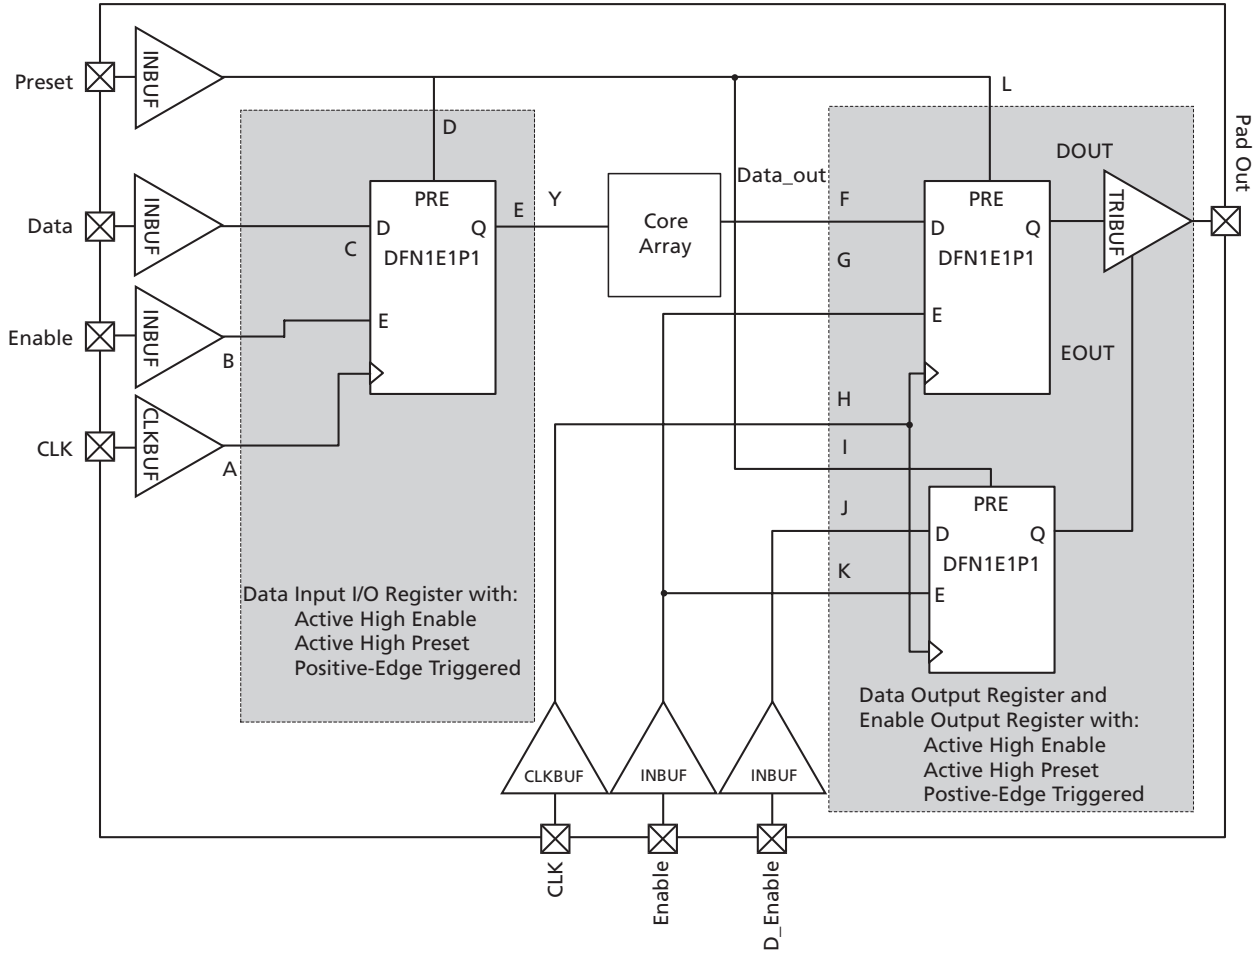 Preset
INBUF
L
D
Pad Out
DOUT
PRE
Data_out
PRE
TRIBUF
Data
INBUF
D
Q
E
Y
Core
Array
F
D
Q
C
DFN1E1P1
G
DFN1E1P1
Enable
INBUF
B
E
E
EOUT
CLK
CLKBUF
A
H
I
PRE
J
D
Q
DFN1E1P1
K
E
Data Input I/O Register with:
Active High Enable
Active High Preset
Positive-Edge Triggered
Data Output Register and
Enable Output Register with:
Active High Enable
Active High Preset
Postive-Edge Triggered
CLKBUF
INBUF
INBUF
CLK
Enable
D_Enable